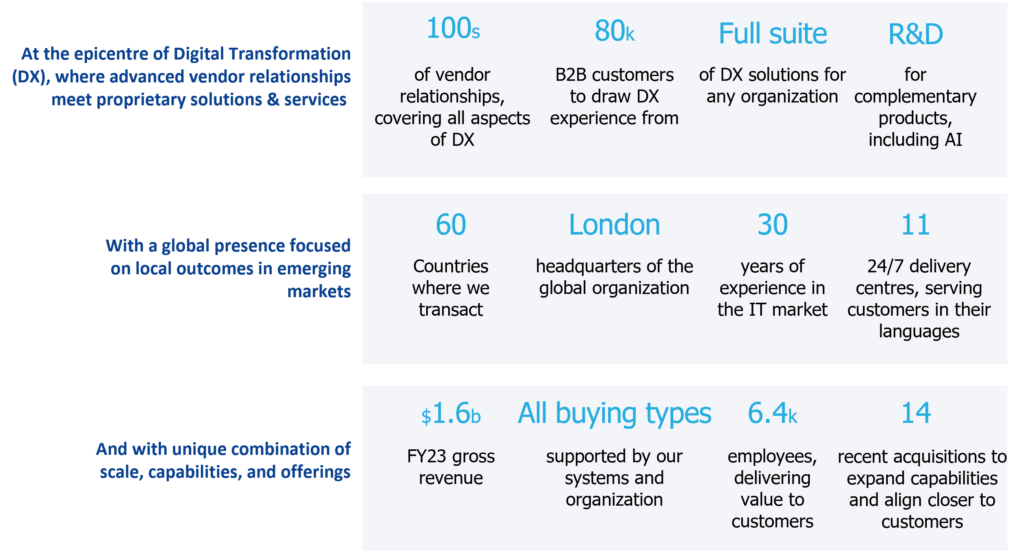 At the epicentre of Digital Transformation
(DX), where advanced vendor relationships
meet proprietary solutions & services
100s
of vendor
relationships,
covering all aspects
of DX
80k
B2B customers
to draw DX
experience from
Full suite
of DX solutions for
any organization
R&D
for
complementary
products,
including AI
With a global presence focused
on local outcomes in emerging
markets
60
Countries
where we
transact
London
headquarters of the
global organization
30
years of
experience in
the IT market
11
24/7 delivery
centres, serving
customers in their
languages
And with unique combination of
scale, capabilities, and offerings
$1.6b
FY23 gross
revenue
All buying types
supported by our
systems and
organization
6.4k
employees,
delivering
value to
customers
14
recent acquisitions to
expand capabilities
and align closer to
customers